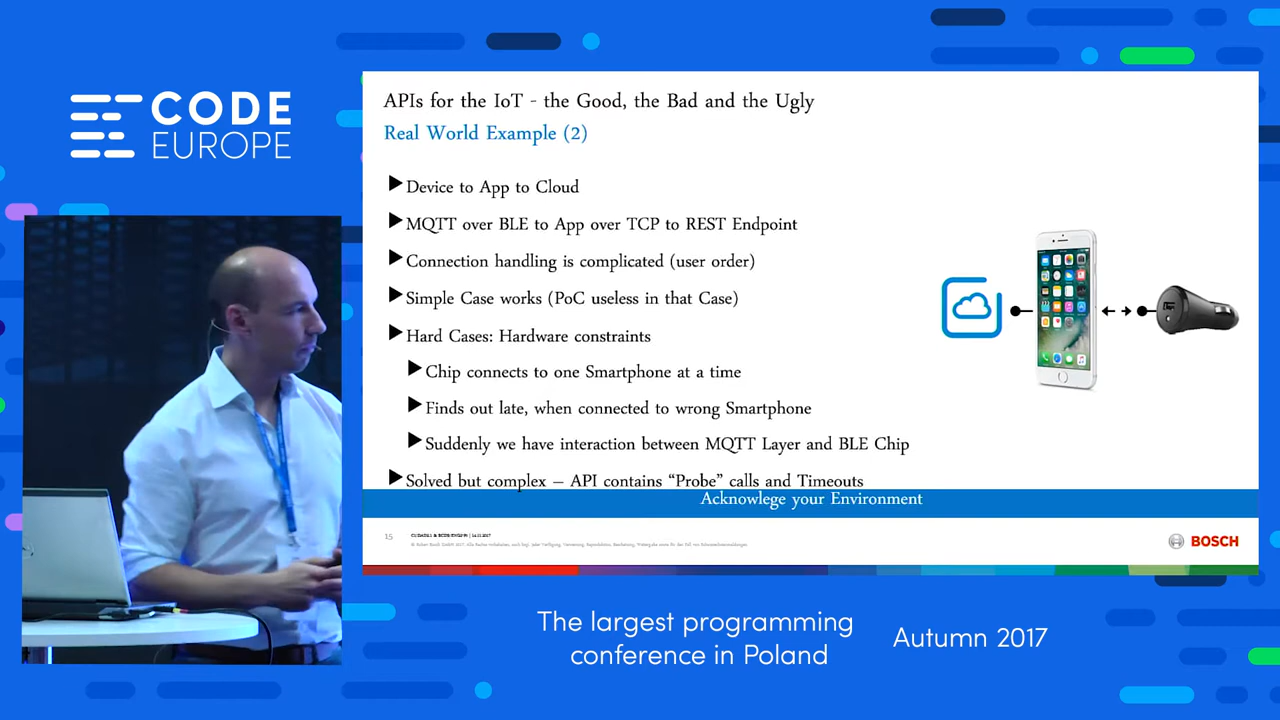 CODE
EUROPE
APIs for the IoT - the Good, the Bad and the Ugly
Real World Example (2)
Device to App to Cloud
MQTT over BLE to App over TCP to REST Endpoint
Connection handling is complicated (user order)
Simple Case works (PoC useless in that Case)
Hard Cases: Hardware constraints
Chip connects to one Smartphone at a time
Finds out late, when connected to wrong Smartphone
Suddenly we have interaction between MQTT Layer and BLE Chip
Solved but complex – API contains “Probe” calls and Timeouts
Acknowlege your Environment
15
BOSCH
The largest programming
conference in Poland
Autumn 2017